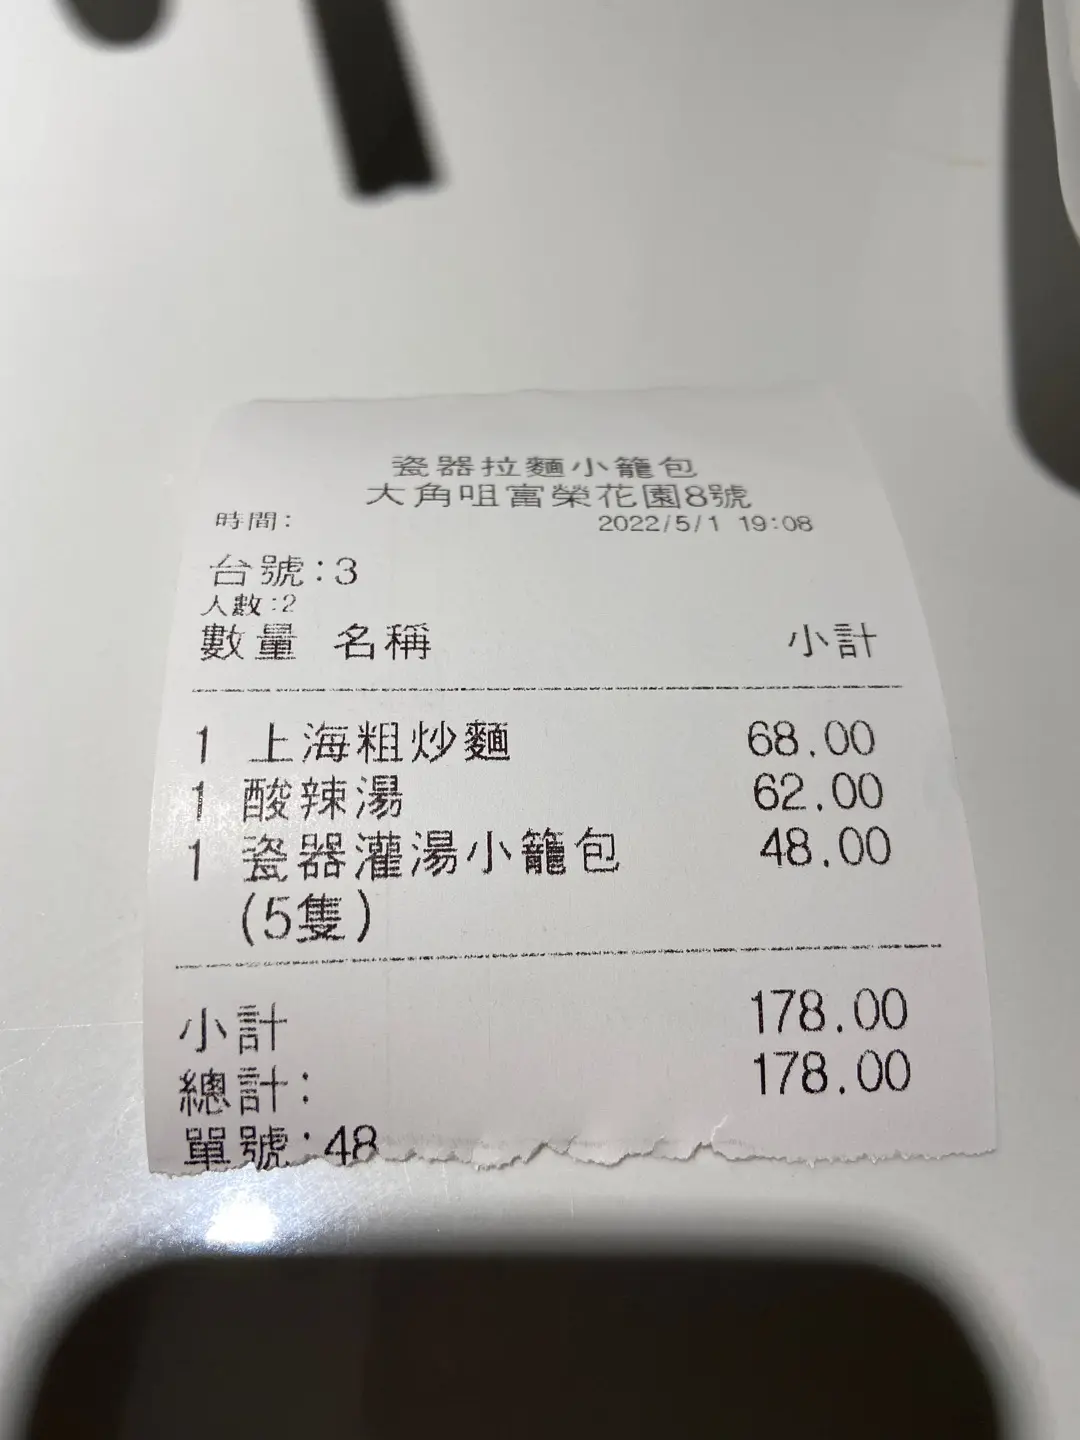 瓷器拉麵小籠包
大角咀富榮花園8號
時間: 2022/5/1 19:08
台號:3
人數:2
數量 名稱 小計
1 上海粗炒麵 68.00
1 酸辣湯 62.00
1 瓷器灌湯小籠包 48.00
(5隻)
小計 178.00
總計: 178.00
單號:48